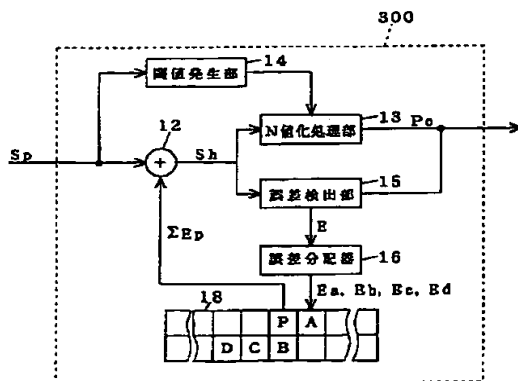 300
14
閾値発生部
12
13
N値化処理部
Po
Sp
+
Sh
15
誤差検出部
ΣEp
E
誤差分配器
16
18
Ea, Eb, Ec, Ed
P A
D C B